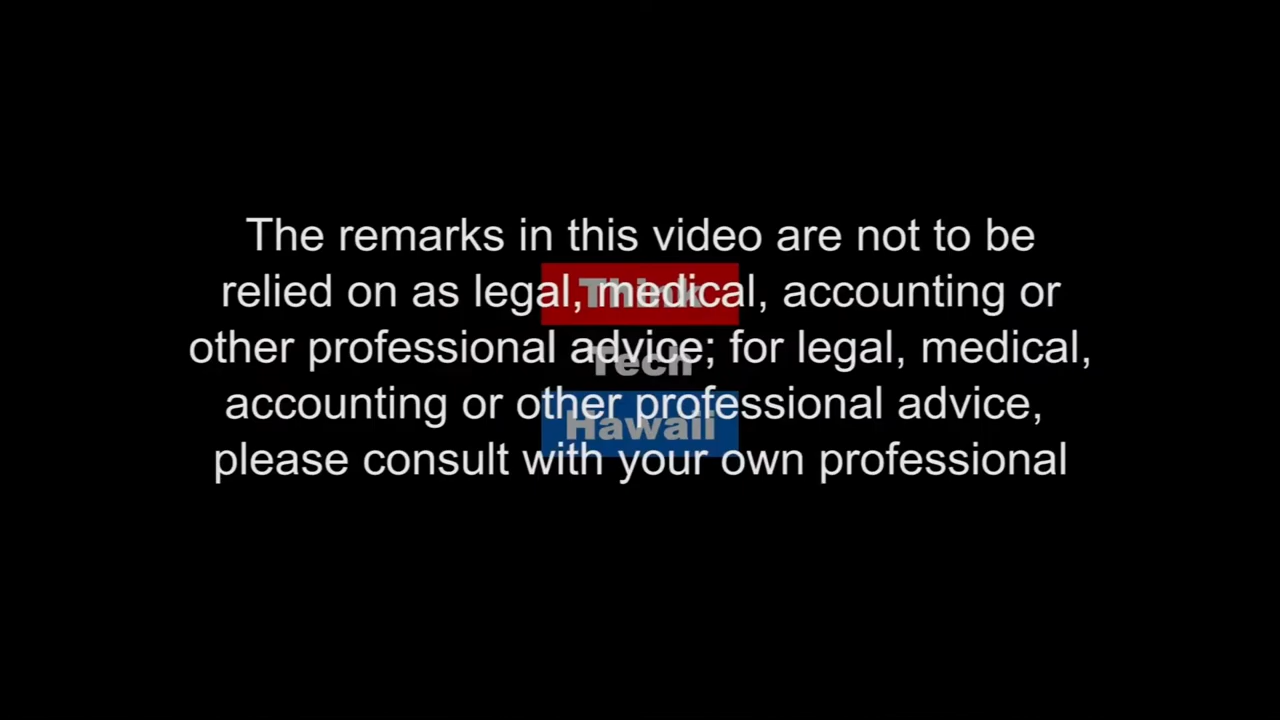 The remarks in this video are not to be
relied on as legal, medical, accounting or
other professional advice; for legal, medical,
accounting or other professional advice,
please consult with your own professional
Think
Tech
Hawaii